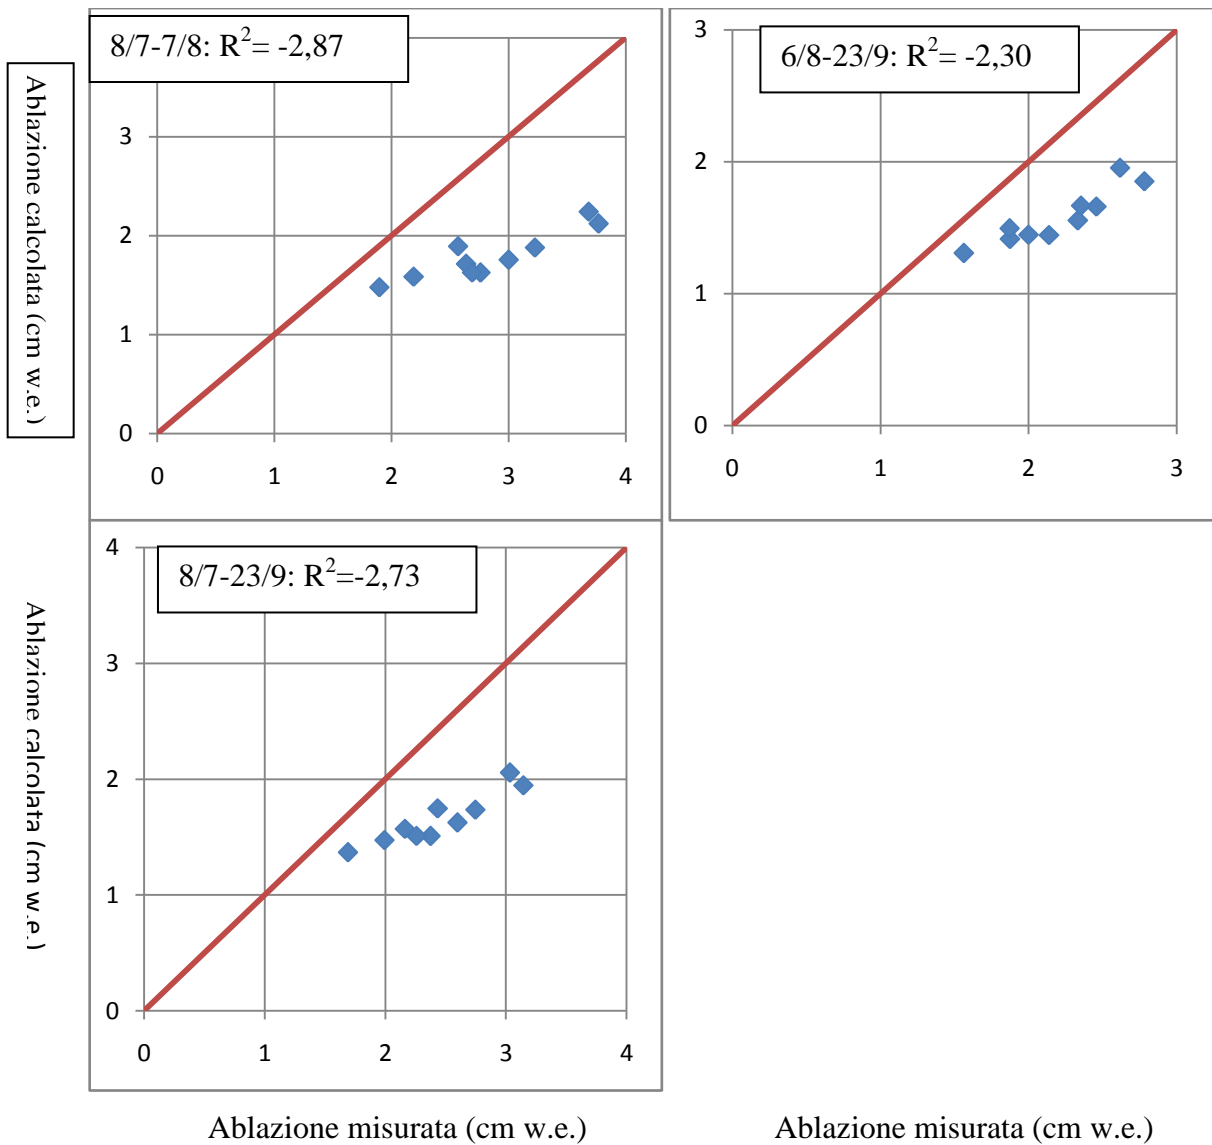 8/7-7/8: R2= -2,87
Ablazione calcolata (cm w.e.)
3
2
1
0
0 1 2 3 4
6/8-23/9: R2= -2,30
3
2
1
0
0 1 2 3
8/7-23/9: R2=-2,73
Ablazione calcolata (cm w.e.)
4
3
2
1
0
0 1 2 3 4
Ablazione misurata (cm w.e.)
Ablazione misurata (cm w.e.)